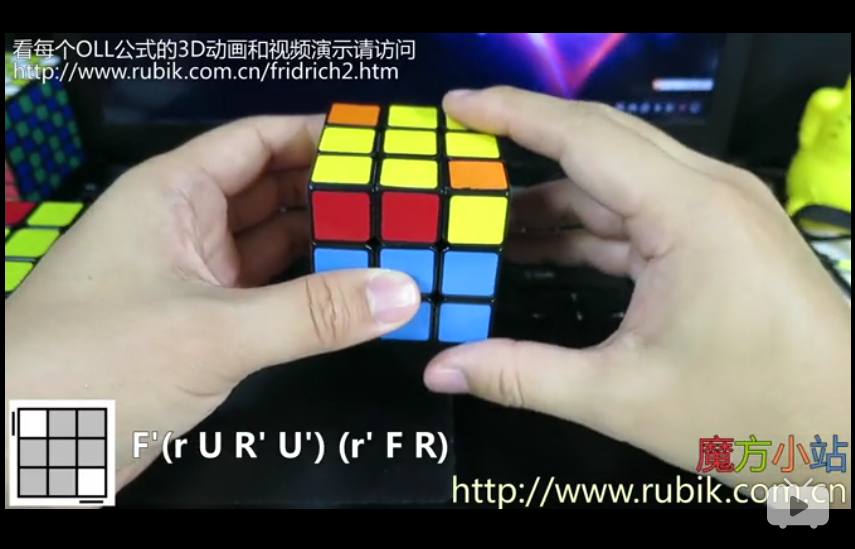 看每个OLL公式的3D动画和视频演示请访问
http://www.rubik.com.cn/fridrich2.htm
F'(r U R' U') (r' F R)
魔方小站
http://www.rubik.com.cn